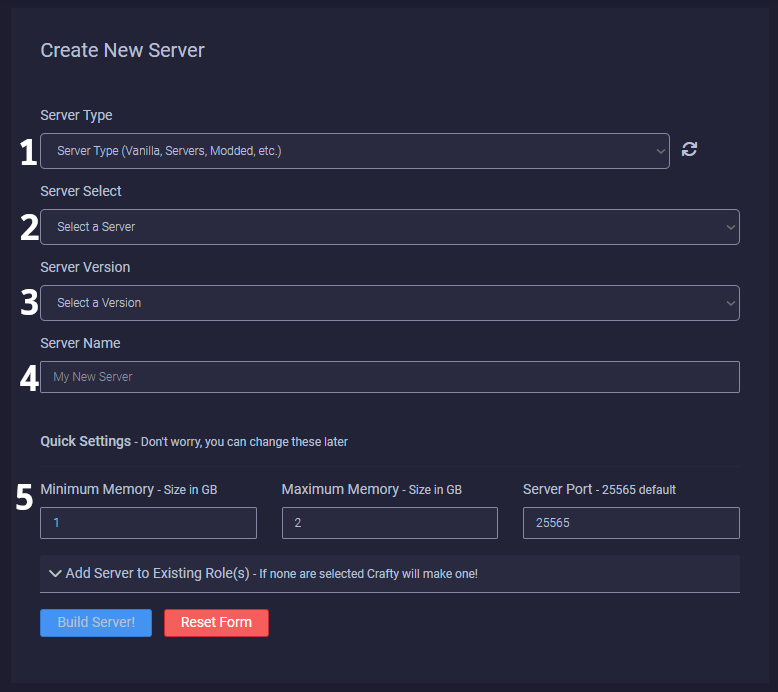 Create New Server
Server Type
1 Server Type (Vanilla, Servers, Modded, etc.)
Server Select
2 Select a Server
Server Version
3 Select a Version
Server Name
4 My New Server
Quick Settings - Don't worry, you can change these later
5 Minimum Memory - Size in GB Maximum Memory - Size in GB Server Port - 25565 default
1 2 25565
Add Server to Existing Role(s) - If none are selected Crafty will make one!
Build Server! Reset Form